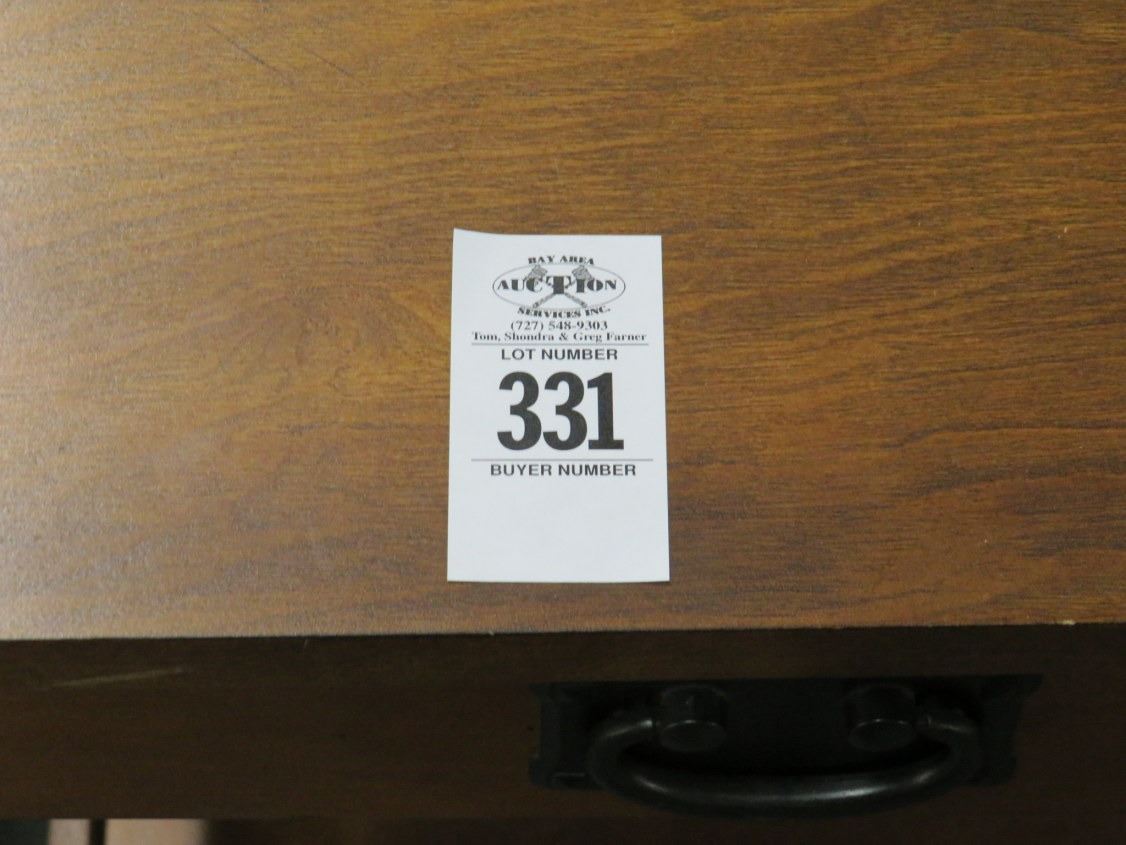 BAY AREA
AUCTION
SERVICES INC.
(727) 548-9303
Tom, Shondra & Greg Farner
LOT NUMBER
331
BUYER NUMBER